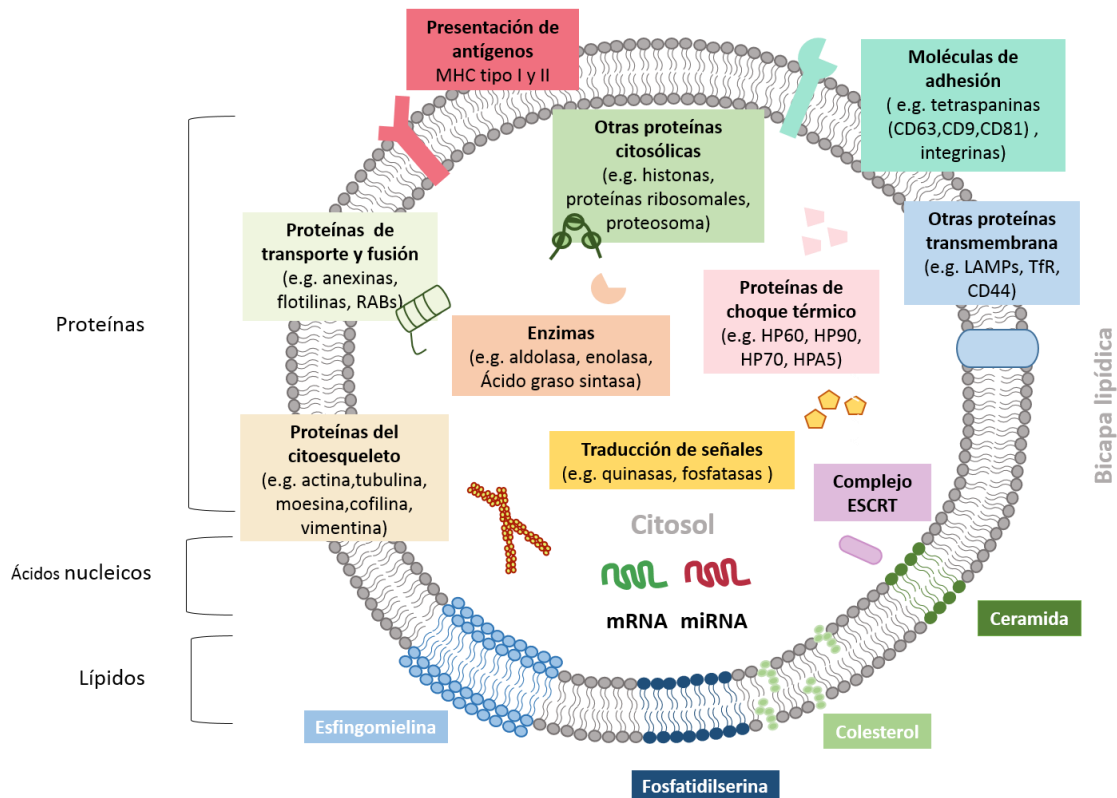 Presentación de
antígenos
MHC tipo I y II
Moléculas de
adhesión
( e.g. tetraspaninas
(CD63,CD9,CD81) ,
integrinas)
Otras proteínas
citosólicas
(e.g. histonas,
proteínas ribosomales,
proteosoma)
Proteínas de
transporte y fusión
(e.g. anexinas,
flotilinas, RABs)
Otras proteínas
transmembrana
(e.g. LAMPs, TfR,
CD44)
Proteínas de
choque térmico
(e.g. HP60, HP90,
HP70, HPA5)
Enzimas
(e.g. aldolasa, enolasa,
Ácido graso sintasa)
Proteínas
Bicapa lipídica
Proteínas del
citoesqueleto
(e.g. actina,tubulina,
moesina,cofilina,
vimentina)
Traducción de señales
(e.g. quinasas, fosfatasas )
Complejo
ESCRT
Citosol
Ácidos nucleicos
mRNA miRNA
Ceramida
Lípidos
Esfingomielina
Colesterol
Fosfatidilserina